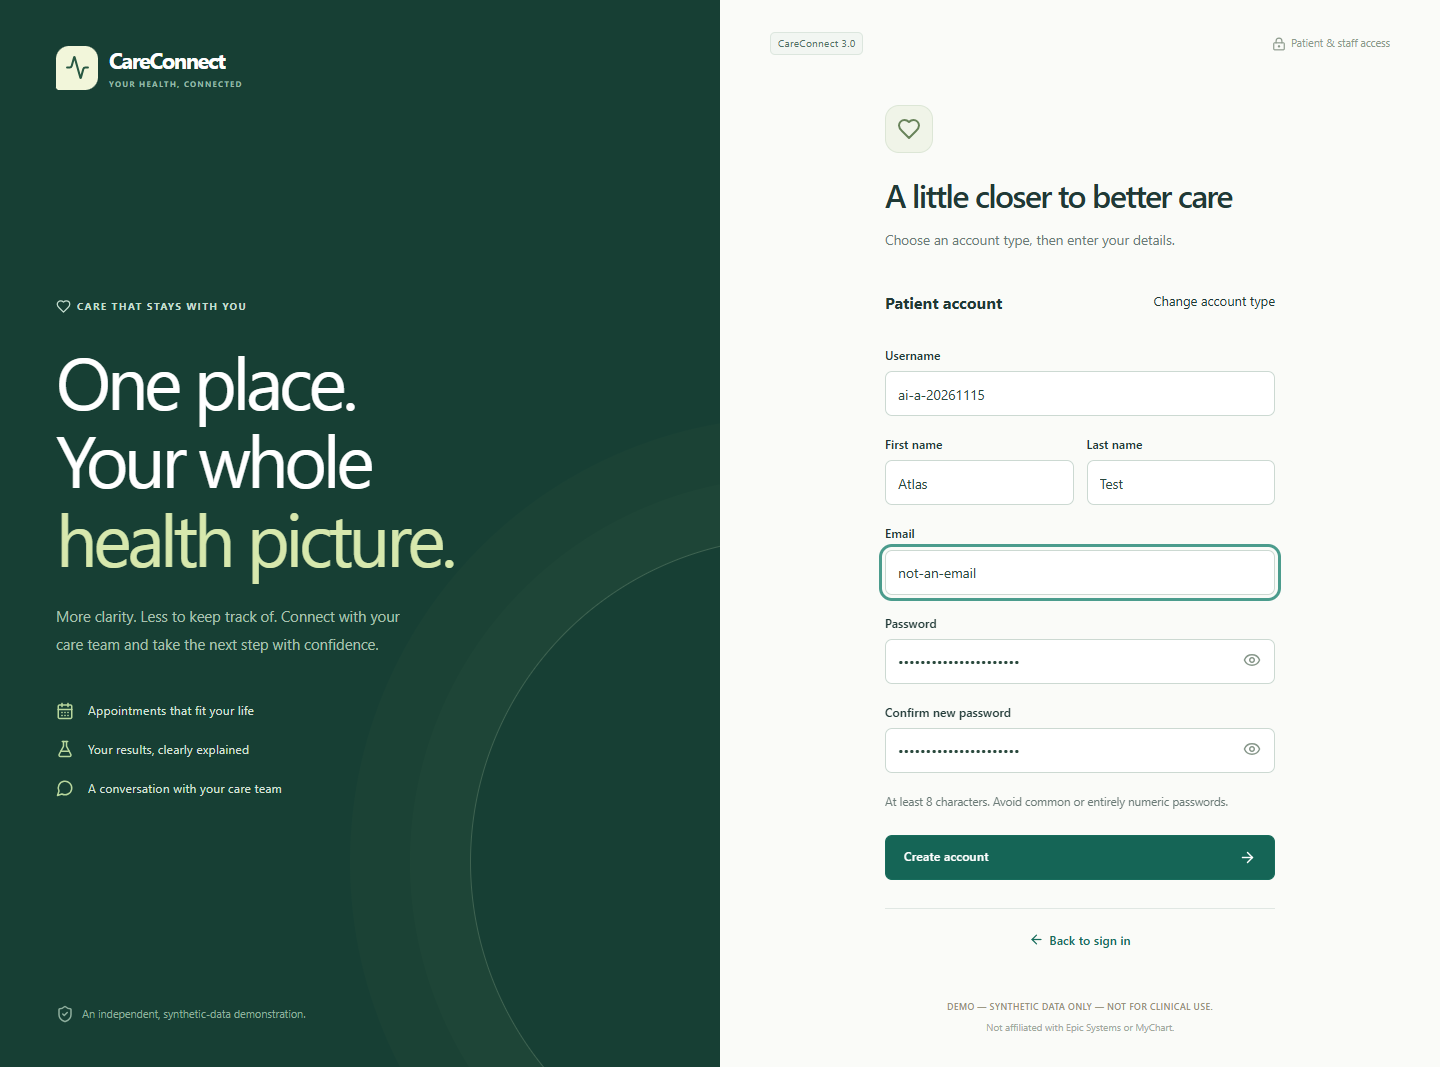 CareConnect
YOUR HEALTH, CONNECTED
CARE THAT STAYS WITH YOU
One place.
Your whole
health picture.
More clarity. Less to keep track of. Connect with your
care team and take the next step with confidence.
Appointments that fit your life
Your results, clearly explained
A conversation with your care team
An independent, synthetic-data demonstration.
CareConnect 3.0
Patient & staff access
A little closer to better care
Choose an account type, then enter your details.
Patient account
Change account type
Username
ai-a-20261115
First name
Last name
Atlas
Test
Email
not-an-email
Password
••••••••••••••••••••••
Confirm new password
••••••••••••••••••••••
At least 8 characters. Avoid common or entirely numeric passwords.
Create account
Back to sign in
DEMO — SYNTHETIC DATA ONLY — NOT FOR CLINICAL USE.
Not affiliated with Epic Systems or MyChart.